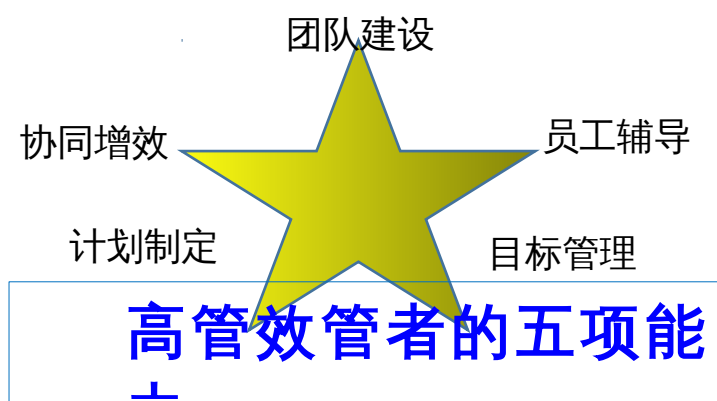 团队建设
协同增效
员工辅导
计划制定
目标管理
高管效管者的五项能